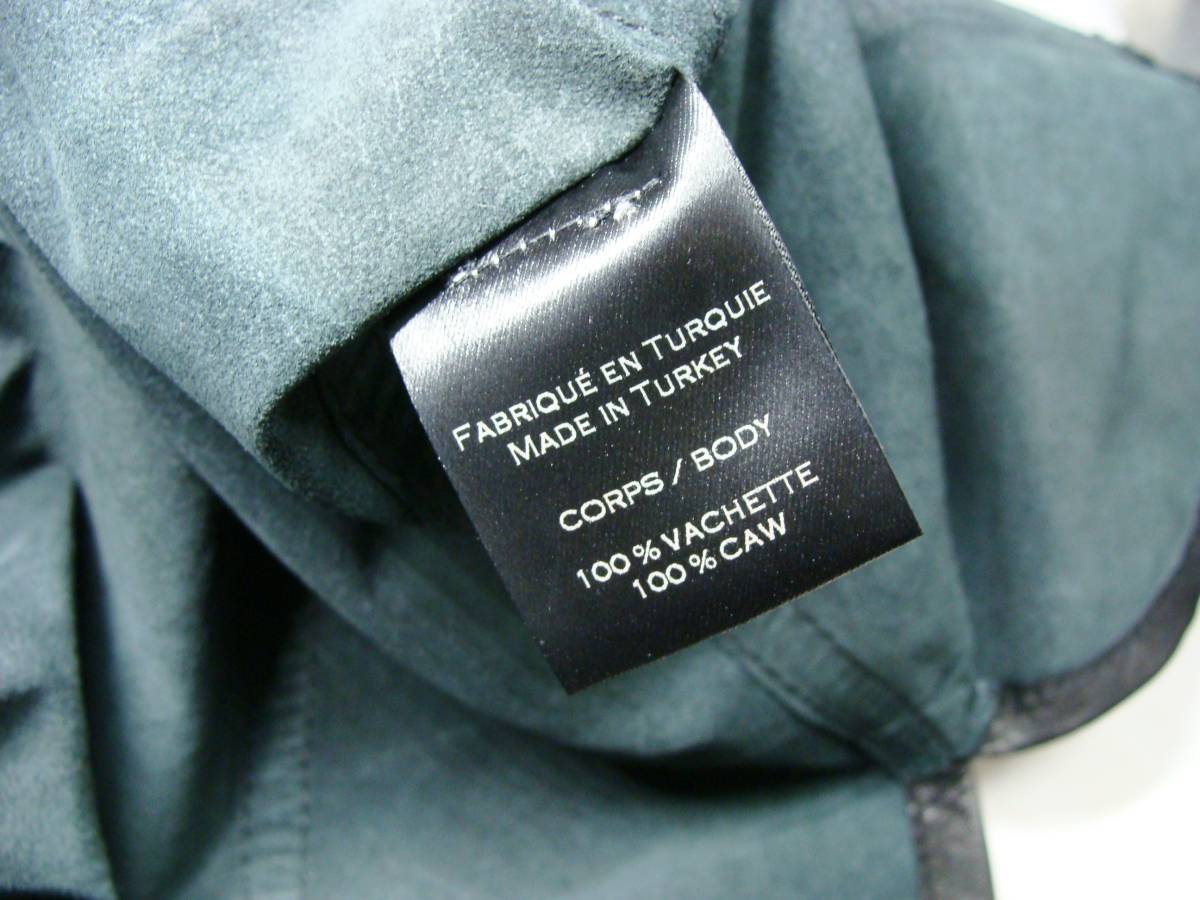 FABRIQUÉ EN TURQUIE
MADE IN TURKEY
CORPS / BODY
100 % VACHETTE
100 % CAW